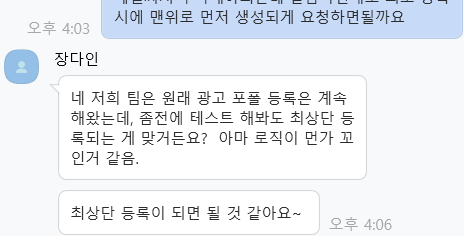 시에 맨위로 먼저 생성되게 요청하면될까요
오후 4:03
장다인
네 저희 팀은 원래 광고 포폴 등록은 계속
해왔는데, 좀전에 테스트 해봐도 최상단 등
록되는 게 맞거든요?  아마 로직이 먼가 꼬
인거 같음.
최상단 등록이 되면 될 것 같아요~
오후 4:06